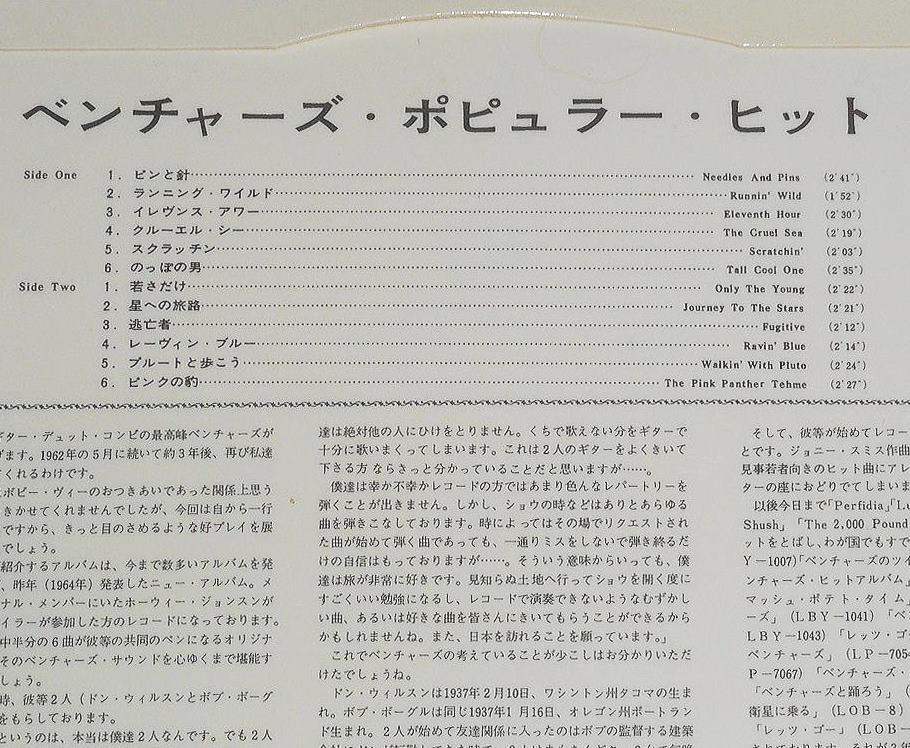 ベンチャーズ・ポピュラー・ヒット
Side One 1. ピンと針 Needles And Pins (2'41")
2. ランニング・ワイルド Runnin' Wild (1'52")
3. イレヴンス・アワー Eleventh Hour (2'30")
4. クルーエル・シー The Cruel Sea (2'19")
5. スクラッチン Scratchin' (2'03")
6. のっぽの男 Tall Cool One (2'35")
Side Two 1. 若さだけ Only The Young (2'22")
2. 星への旅路 Journey To The Stars (2'21")
3. 逃亡者 Fugitive (2'12")
4. レーヴィン・ブルー Ravin' Blue (2'14")
5. プルートと歩こう Walkin' With Pluto (2'24")
6. ピンクの豹 The Pink Panther Tehme (2'27")
ギター・デュット・コンビの最高峰ベンチャーズが
げます。1962年の5月に続いて約3年後、再び私達
てくれるわけです。
ボビー・ヴィーのおつきあいであった関係上思う
きかせてくれませんでしたが、今回は自から一行
ですから、きっと目のさめるような好プレイを展
でしょう。
紹介するアルバムは、今まで数多いアルバムを発
、昨年(1964年)発表したニュー・アルバム。メ
ナル・メンバーにいたホーウィー・ジョンスンが
イラーが参加した方のレコードになっております。
中半分の6曲が彼等の共同のペンになるオリジナ
そのベンチャーズ・サウンドを心ゆくまで堪能す
しょう。
時、彼等2人(ドン・ウィルスンとボブ・ボーグ
をもらしております。
というのは、本当は僕達2人なんです。でも2人
達は絶対他の人にひけをとりません。くちで歌えない分をギターで
十分に歌いまくってしまいます。これは2人のギターをよくきいて
下さる方ならきっと分かっていることだと思いますが……。
僕達は幸か不幸かレコードの方ではあまり色んなレパートリーを
弾くことが出きません。しかし、ショウの時などはありとあらゆる
曲を弾きこなしております。時によってはその場でリクエストされ
た曲が始めて弾く曲であっても、一通りミスをしないで弾き終るだ
けの自信はもっておりますが……。そういう意味からいっても、僕
達は旅が非常に好きです。見知らぬ土地へ行ってショウを開く度に
すごくいい勉強になるし、レコードで演奏できないようなむずかし
い曲、あるいは好きな曲を皆さんにきいてもらうことができるから
かもしれませんね。また、日本を訪れることを願っています。」
これでベンチャーズの考えていることが少こしはお分りいただ
けたでしょうね。
ドン・ウィルスンは1937年2月10日、ワシントン州タコマの生ま
れ。ボブ・ボーグルは同じ1937年1月16日、オレゴン州ポートラン
ド生まれ。2人が始めて友達関係に入ったのはボブの監督する建築
そして、彼等が始めてレコー
とです。ジョニー・スミス作曲
見事若者向きのヒット曲にアレ
ターの座におどりでてしまいま
以後今日まで「Perfidia」「Lu
Shush」「The 2,000 Pound
ットをとばし、わが国でもすで
Y-1007)「ベンチャーズのツイ
ンチャーズ・ヒットアルバム」
マッシュ・ポテト・タイム」
ーズ」(LBY-1041)「ベン
LBY-1043)「レッツ・ゴー
ベンチャーズ」(LP-705
P-7067)「ベンチャーズ・
「ベンチャーズと踊ろう」(
衛星に乗る」(LOB-8)
「レッツ・ゴー」(LOB-